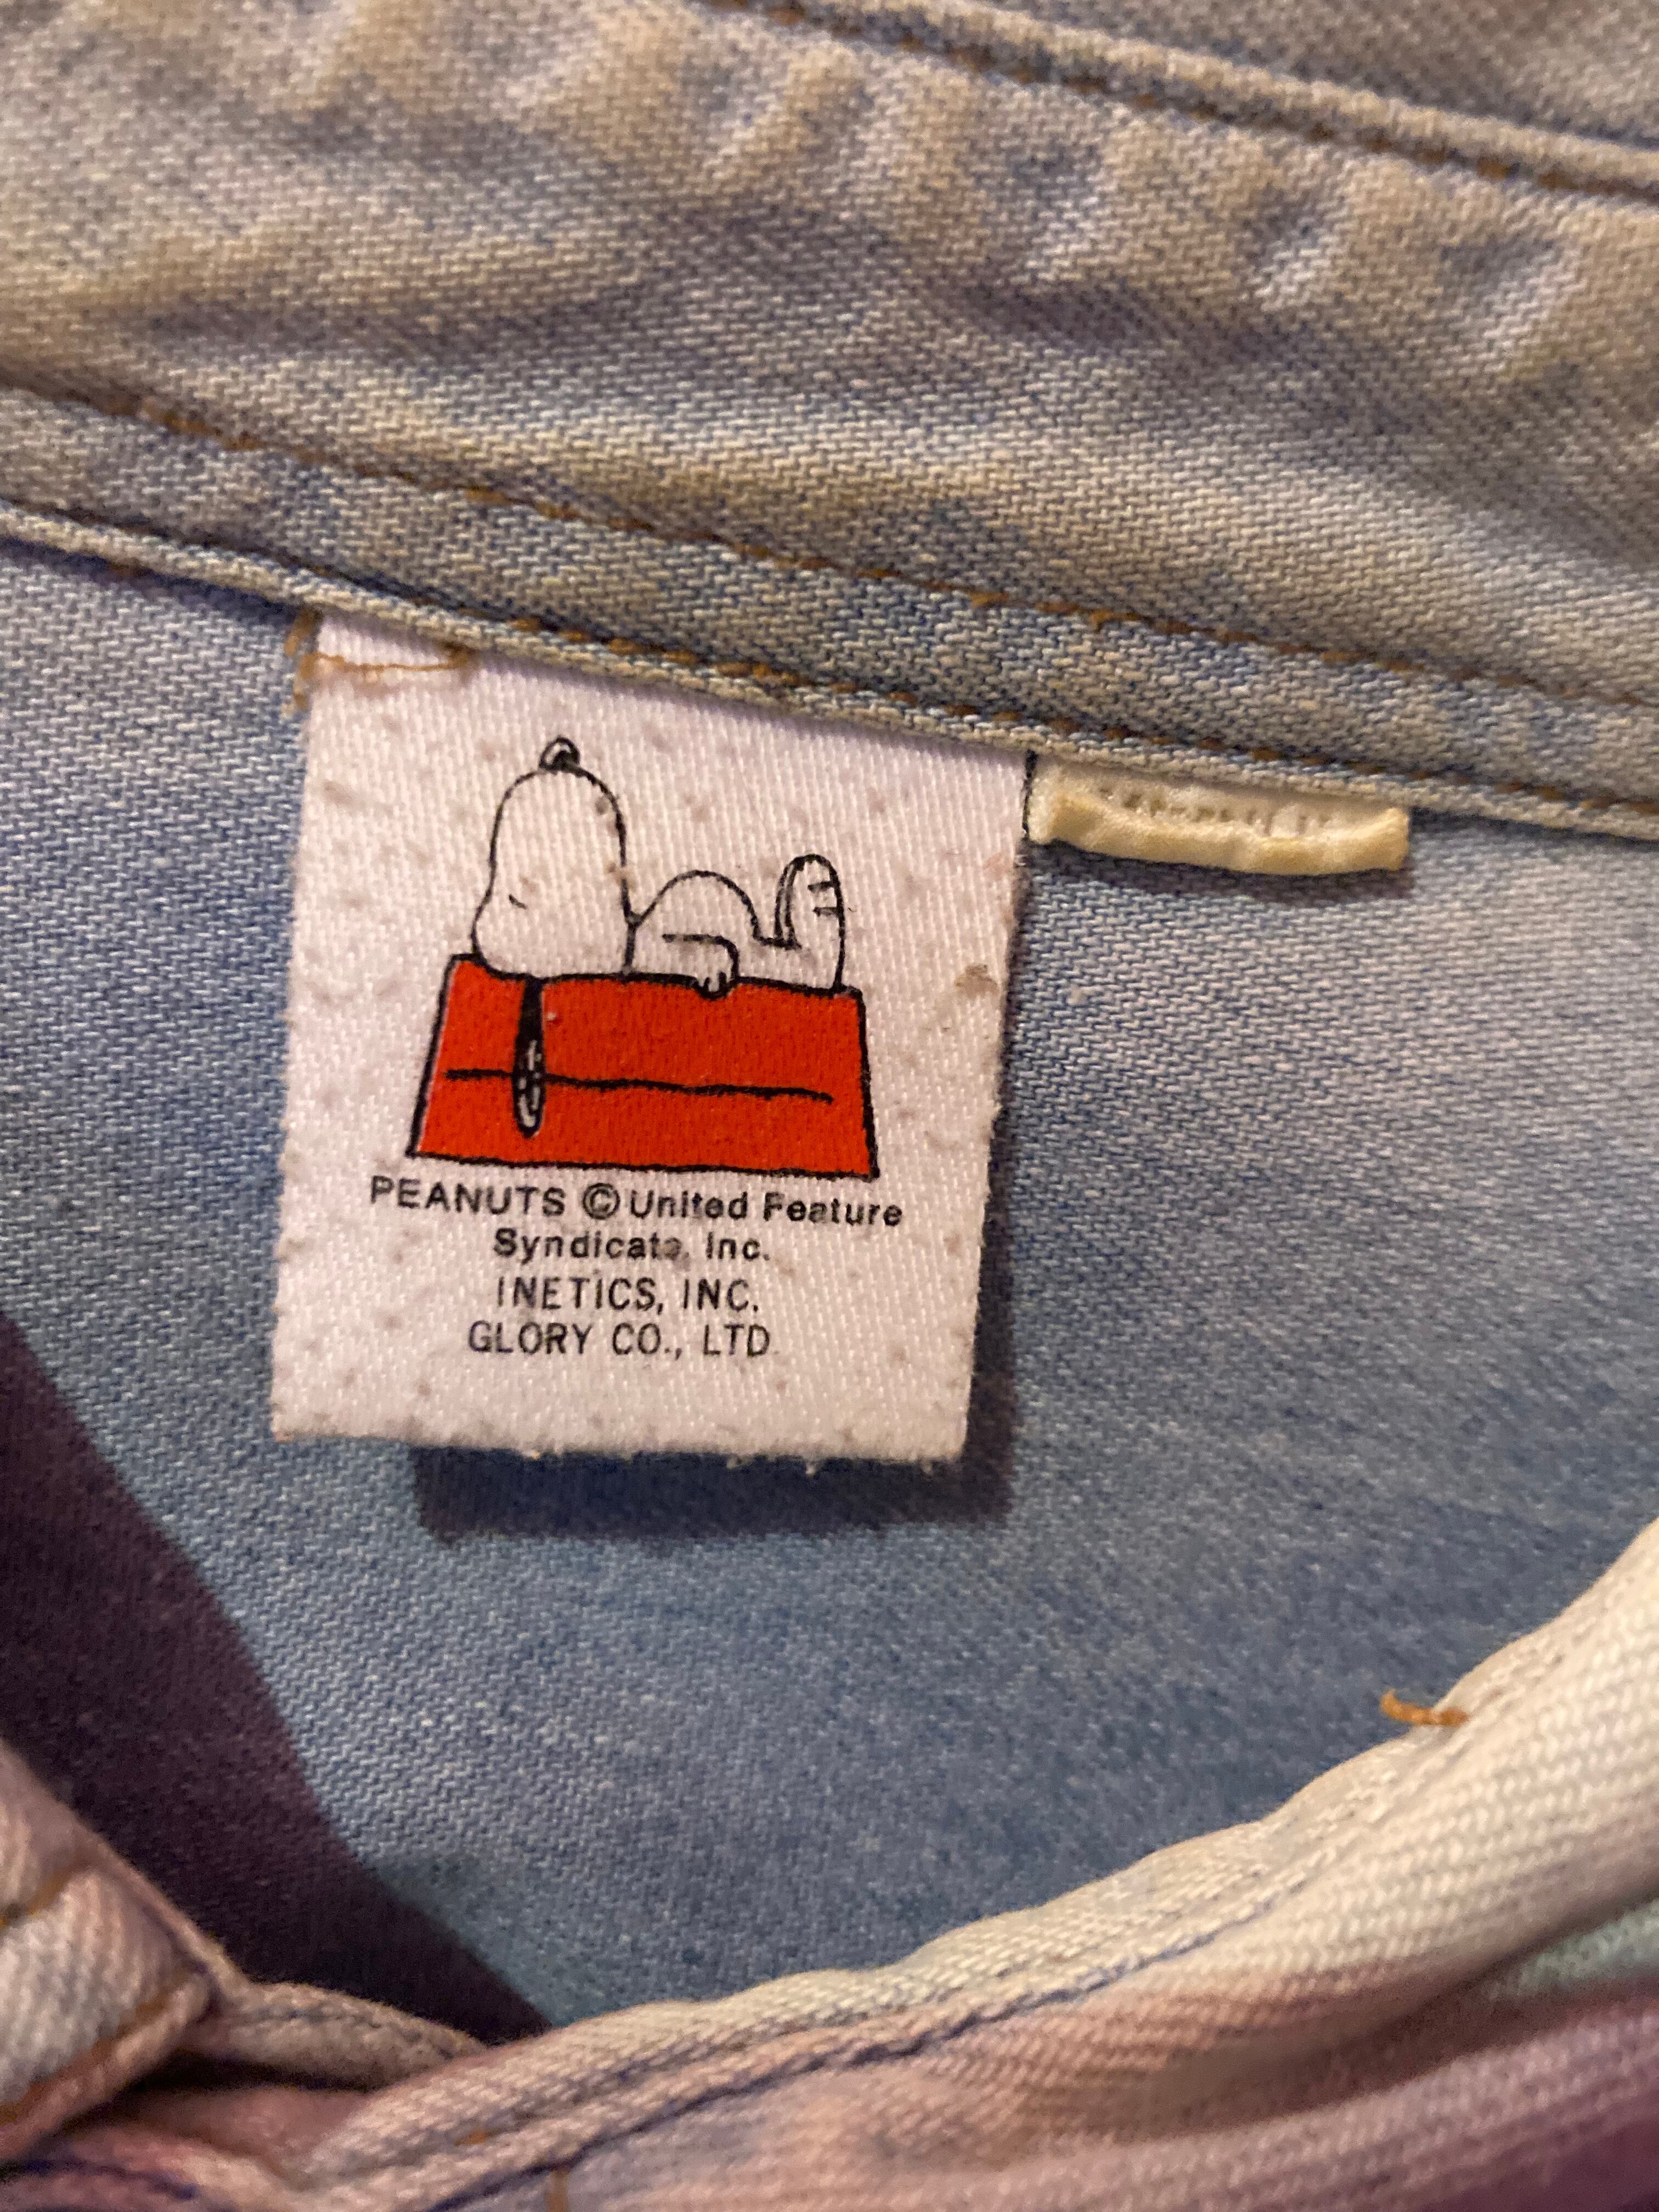 PEANUTS © United Feature
Syndicate, Inc.
INETICS, INC.
GLORY CO., LTD.